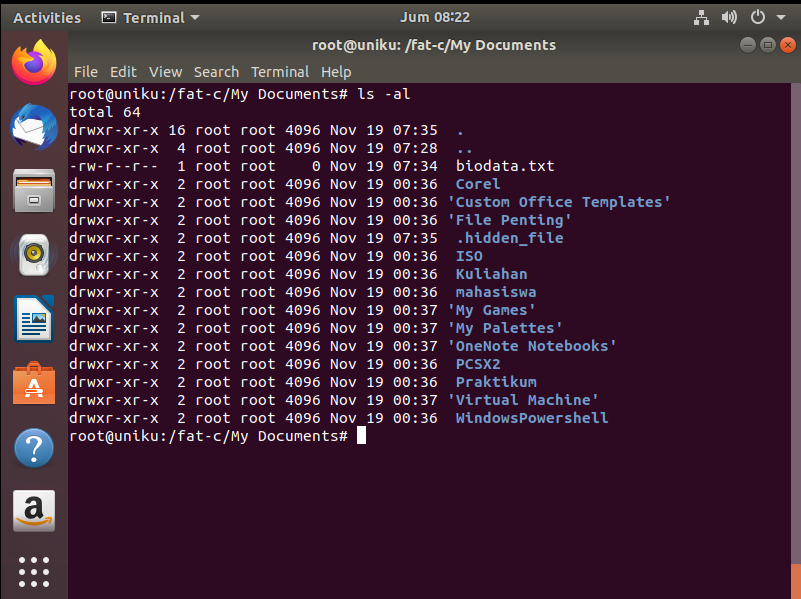 Activities Terminal Jum 08:22
root@uniku: /fat-c/My Documents
File Edit View Search Terminal Help
root@uniku:/fat-c/My Documents# ls -al
total 64
drwxr-xr-x 16 root root 4096 Nov 19 07:35 .
drwxr-xr-x  4 root root 4096 Nov 19 07:28 ..
-rw-r--r--  1 root root    0 Nov 19 07:34 biodata.txt
drwxr-xr-x  2 root root 4096 Nov 19 00:36 Corel
drwxr-xr-x  2 root root 4096 Nov 19 00:36 'Custom Office Templates'
drwxr-xr-x  2 root root 4096 Nov 19 00:36 'File Penting'
drwxr-xr-x  2 root root 4096 Nov 19 07:35 .hidden_file
drwxr-xr-x  2 root root 4096 Nov 19 00:36 ISO
drwxr-xr-x  2 root root 4096 Nov 19 00:36 Kuliahan
drwxr-xr-x  2 root root 4096 Nov 19 00:36 mahasiswa
drwxr-xr-x  2 root root 4096 Nov 19 00:37 'My Games'
drwxr-xr-x  2 root root 4096 Nov 19 00:37 'My Palettes'
drwxr-xr-x  2 root root 4096 Nov 19 00:37 'OneNote Notebooks'
drwxr-xr-x  2 root root 4096 Nov 19 00:36 PCSX2
drwxr-xr-x  2 root root 4096 Nov 19 00:36 Praktikum
drwxr-xr-x  2 root root 4096 Nov 19 00:37 'Virtual Machine'
drwxr-xr-x  2 root root 4096 Nov 19 00:36 WindowsPowershell
root@uniku:/fat-c/My Documents#